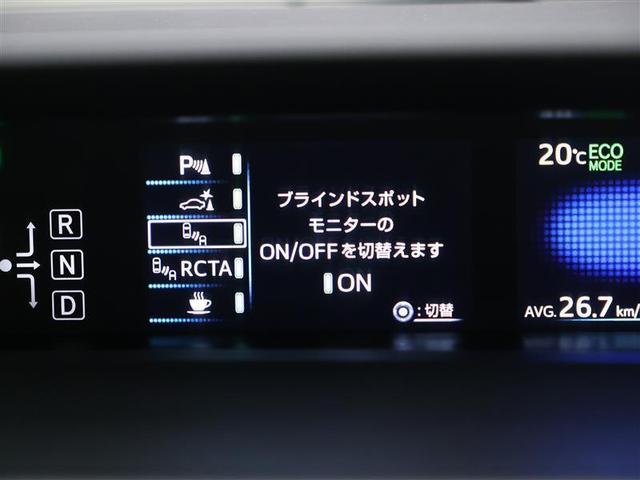 R
N
D
P
RCTA
ブラインドスポット
モニターの
ON/OFFを切替えます
ON
:切替
20℃ ECO
MODE
AVG. 26.7 km/